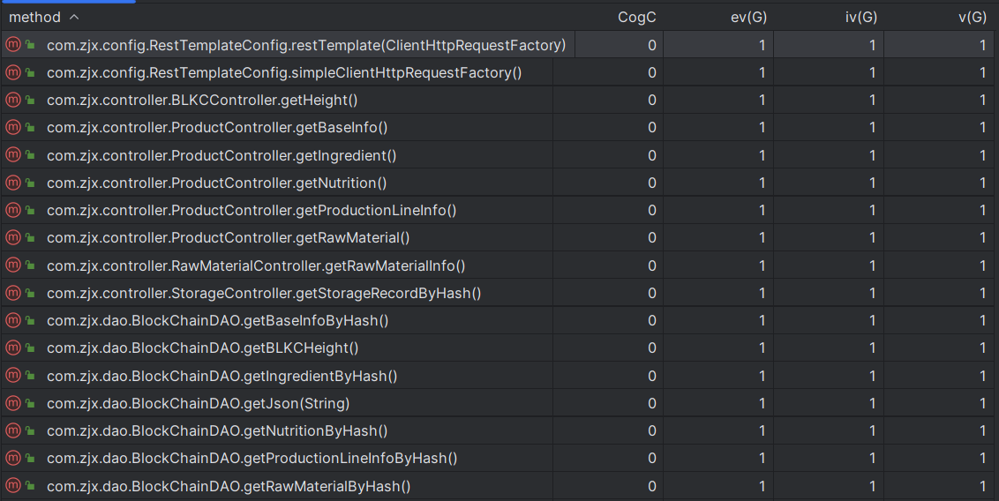 method CogC ev(G) iv(G) v(G)
m com.zjx.config.RestTemplateConfig.restTemplate(ClientHttpRequestFactory) 0 1 1 1
m com.zjx.config.RestTemplateConfig.simpleClientHttpRequestFactory() 0 1 1 1
m com.zjx.controller.BLKCController.getHeight() 0 1 1 1
m com.zjx.controller.ProductController.getBaseInfo() 0 1 1 1
m com.zjx.controller.ProductController.getIngredient() 0 1 1 1
m com.zjx.controller.ProductController.getNutrition() 0 1 1 1
m com.zjx.controller.ProductController.getProductionLineInfo() 0 1 1 1
m com.zjx.controller.ProductController.getRawMaterial() 0 1 1 1
m com.zjx.controller.RawMaterialController.getRawMaterialInfo() 0 1 1 1
m com.zjx.controller.StorageController.getStorageRecordByHash() 0 1 1 1
m com.zjx.dao.BlockChainDAO.getBaseInfoByHash() 0 1 1 1
m com.zjx.dao.BlockChainDAO.getBLKCHeight() 0 1 1 1
m com.zjx.dao.BlockChainDAO.getIngredientByHash() 0 1 1 1
m com.zjx.dao.BlockChainDAO.getJson(String) 0 1 1 1
m com.zjx.dao.BlockChainDAO.getNutritionByHash() 0 1 1 1
m com.zjx.dao.BlockChainDAO.getProductionLineInfoByHash() 0 1 1 1
m com.zjx.dao.BlockChainDAO.getRawMaterialByHash() 0 1 1 1